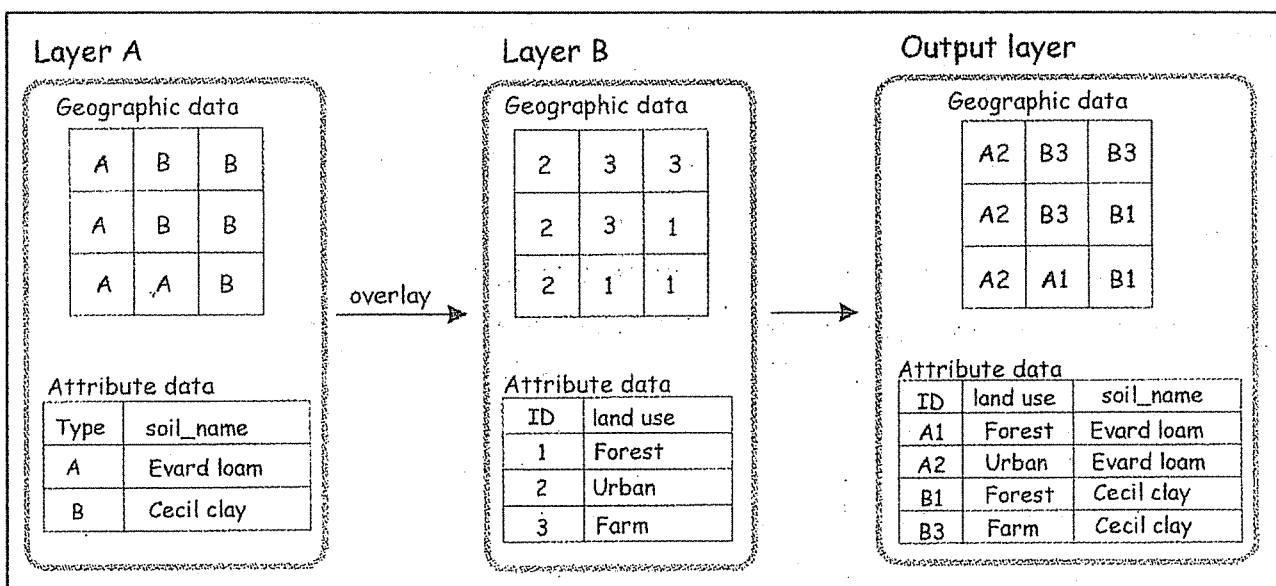 Layer A
Geographic data
A B B
A B B
A A B
Attribute data
Type soil_name
A Evard loam
B Cecil clay
overlay
Layer B
Geographic data
2 3 3
2 3 1
2 1 1
Attribute data
ID land use
1 Forest
2 Urban
3 Farm
Output layer
Geographic data
A2 B3 B3
A2 B3 B1
A2 A1 B1
Attribute data
ID land use soil_name
A1 Forest Evard loam
A2 Urban Evard loam
B1 Forest Cecil clay
B3 Farm Cecil clay